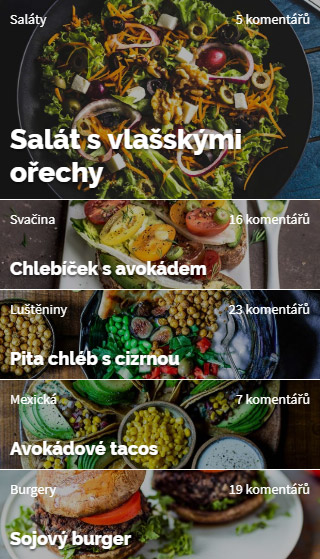 Saláty 5 komentářů
Salát s vlašskými
ořechy
Svačina 16 komentářů
Chlebíček s avokádem
Luštěniny 23 komentářů
Pita chléb s cizrnou
Mexická 7 komentářů
Avokádové tacos
Burgery 19 komentářů
Sojový burger